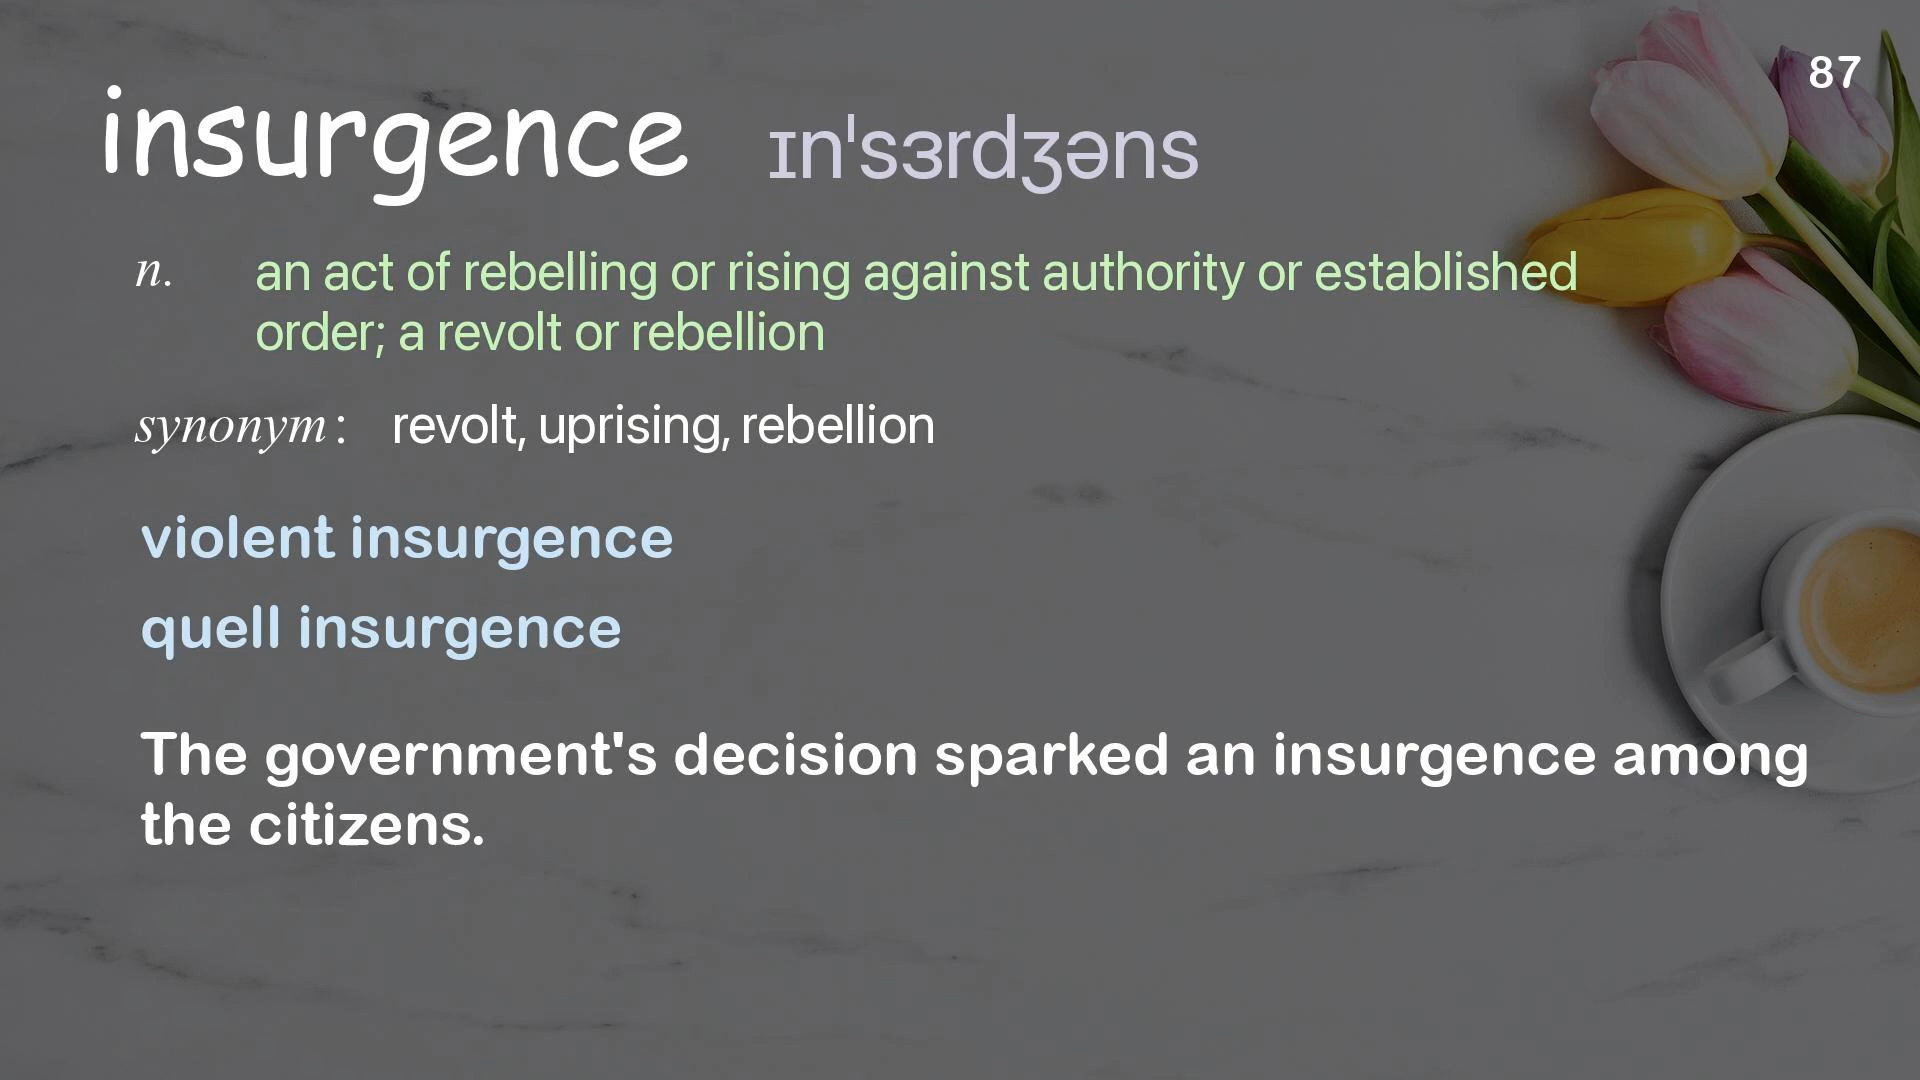 87
insurgence ɪnˈsɜrdʒəns
n. an act of rebelling or rising against authority or established
order; a revolt or rebellion
synonym: revolt, uprising, rebellion
violent insurgence
quell insurgence
The government's decision sparked an insurgence among
the citizens.